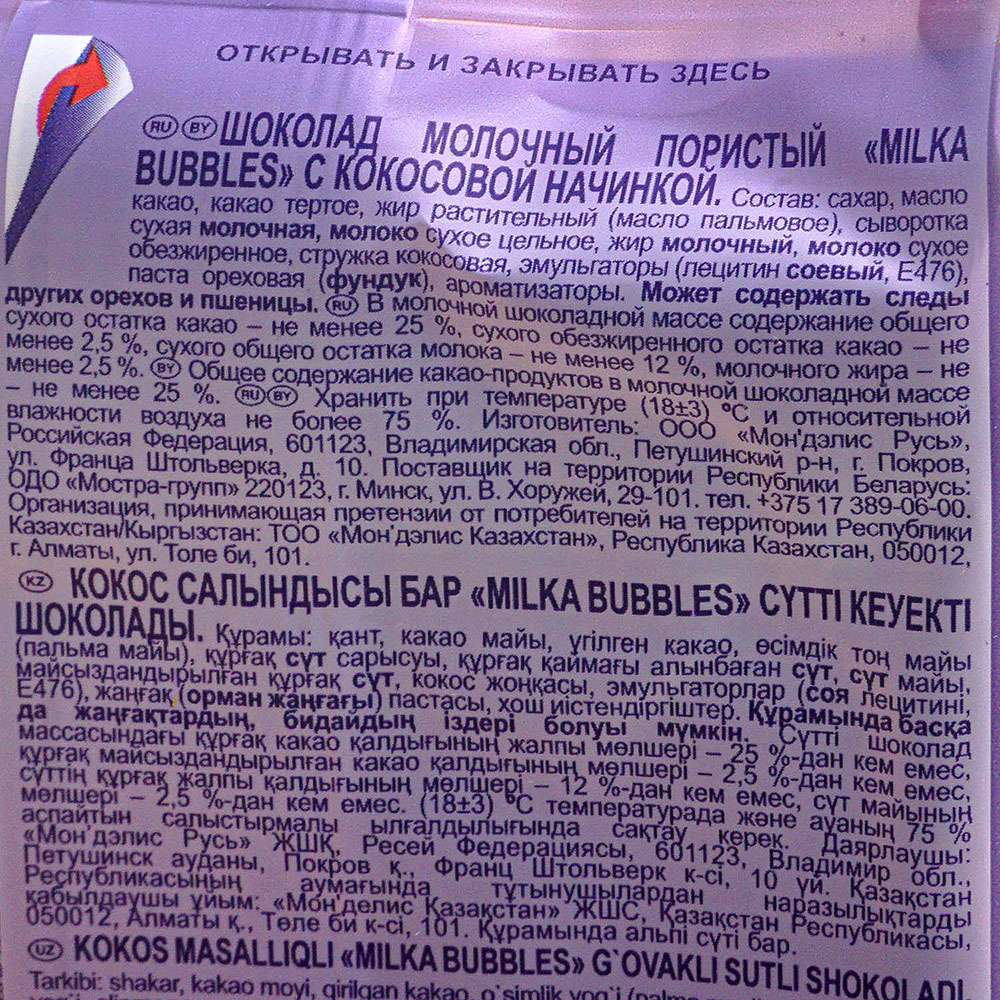 ОТКРЫВАТЬ И ЗАКРЫВАТЬ ЗДЕСЬ
RU BY ШОКОЛАД МОЛОЧНЫЙ ПОРИСТЫЙ «MILKA
BUBBLES» С КОКОСОВОЙ НАЧИНКОЙ. Состав: сахар, масло
какао, какао тертое, жир растительный (масло пальмовое), сыворотка
сухая молочная, молоко сухое цельное, жир молочный, молоко сухое
обезжиренное, стружка кокосовая, эмульгаторы (лецитин соевый, Е476),
паста ореховая (фундук), ароматизаторы. Может содержать следы
других орехов и пшеницы. RU В молочной шоколадной массе содержание общего
сухого остатка какао – не менее 25 %, сухого обезжиренного остатка какао – не
менее 2,5 %, сухого общего остатка молока – не менее 12 %, молочного жира – не
менее 2,5 %. BY Общее содержание какао-продуктов в молочной шоколадной массе
– не менее 25 %. RU BY Хранить при температуре (18±3) °С и относительной
влажности воздуха не более 75 %. Изготовитель: ООО «Мон'дэлис Русь»,
Российская Федерация, 601123, Владимирская обл., Петушинский р-н, г. Покров,
ул. Франца Штольверка, д. 10. Поставщик на территории Республики Беларусь:
ОДО «Мостра-групп» 220123, г. Минск, ул. В. Хоружей, 29-101. тел. +375 17 389-06-00.
Организация, принимающая претензии от потребителей на территории Республики
Казахстан/Кыргызстан: ТОО «Мон'дэлис Казахстан», Республика Казахстан, 050012,
г. Алматы, ул. Толе би, 101.
KZ КОКОС САЛЫНДЫСЫ БАР «MILKA BUBBLES» СҮТТІ КЕУЕКТІ
ШОКОЛАДЫ. Құрамы: қант, какао майы, үгілген какао, өсімдік тоң майы
(пальма майы), құрғақ сүт сарысуы, құрғақ қаймағы алынбаған сүт, сүт майы,
майсыздандырылған құрғақ сүт, кокос жоңқасы, эмульгаторлар (соя лецитині,
Е476), жаңғақ (орман жаңғағы) пастасы, хош иістендіргіштер. Құрамында басқа
да жаңғақтардың, бидайдың іздері болуы мүмкін. Сүтті шоколад
массасындағы құрғақ какао қалдығының жалпы мөлшері – 25 %-дан кем емес,
құрғақ майсыздандырылған какао қалдығының мөлшері – 2,5 %-дан кем емес,
сүттің құрғақ жалпы қалдығының мөлшері – 12 %-дан кем емес, сүт майының
мөлшері – 2,5 %-дан кем емес. (18±3) °С температурада және ауаның 75 %
аспайтын салыстырмалы ылғалдылығында сақтау керек. Даярлаушы:
«Мон'дэлис Русь» ЖШҚ, Ресей Федерациясы, 601123, Владимир обл.,
Петушинск ауданы, Покров қ., Франц Штольверк к-сі, 10 үй. Қазақстан
Республикасының аумағында тұтынушылардан наразылықтарды
қабылдаушы ұйым: «Мон'делис Қазақстан» ЖШС, Қазақстан Республикасы,
050012, Алматы қ., Төле би к-сі, 101. Құрамында альпі сүті бар.
UZ KOKOS MASALLIQLI «MILKA BUBBLES» G`OVAKLI SUTLI SHOKOLADI.
Tarkibi: shakar, kakao moyi, qirilgan kakao, o`simlik yog`i (palma